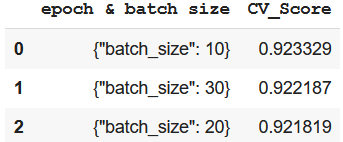 epoch & batch size CV_Score
0 {"batch_size": 10} 0.923329
1 {"batch_size": 30} 0.922187
2 {"batch_size": 20} 0.921819